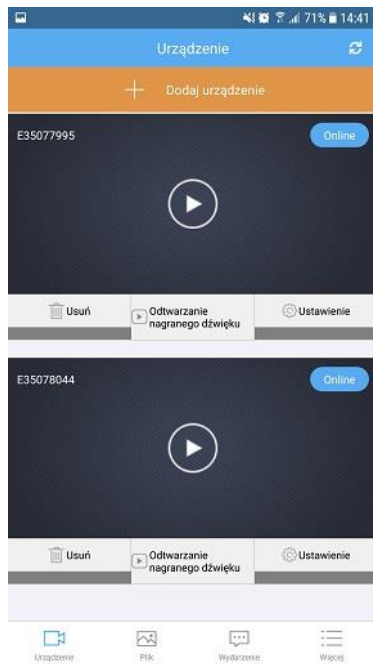 71% 14:41
Urządzenie
Dodaj urządzenie
E35077995 Online
Usuń Odtwarzanie nagranego dźwięku Ustawienie
E35078044 Online
Usuń Odtwarzanie nagranego dźwięku Ustawienie
Urządzenie Plik Wydarzenie Więcej